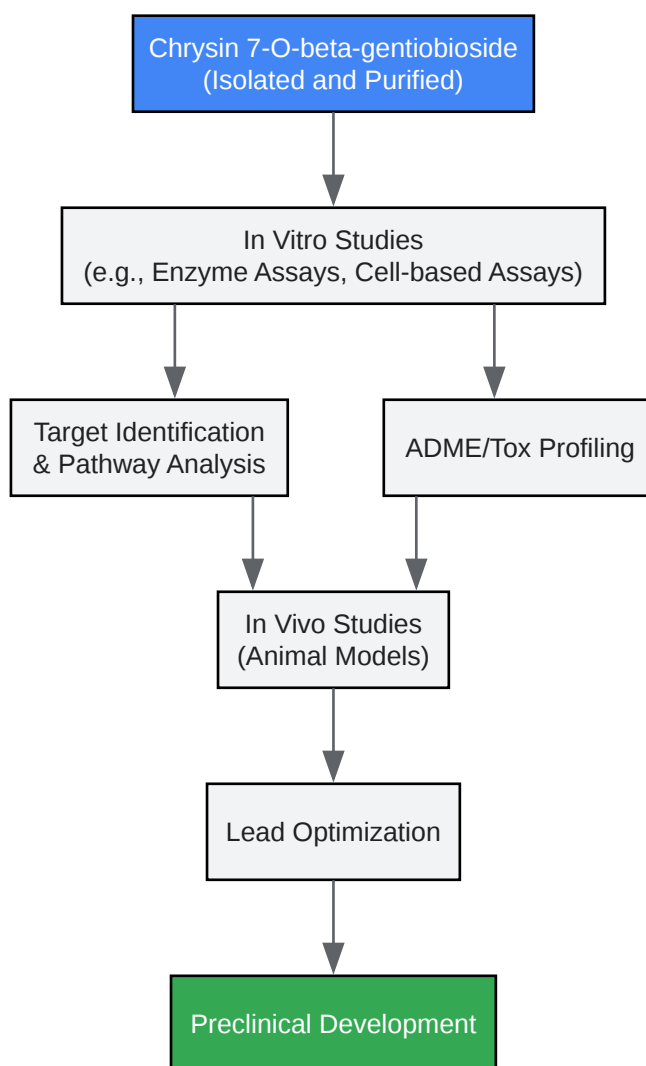 Chrysin 7-O-beta-gentiobioside
(Isolated and Purified)
In Vitro Studies
(e.g., Enzyme Assays, Cell-based Assays)
Target Identification
& Pathway Analysis
ADME/Tox Profiling
In Vivo Studies
(Animal Models)
Lead Optimization
Preclinical Development